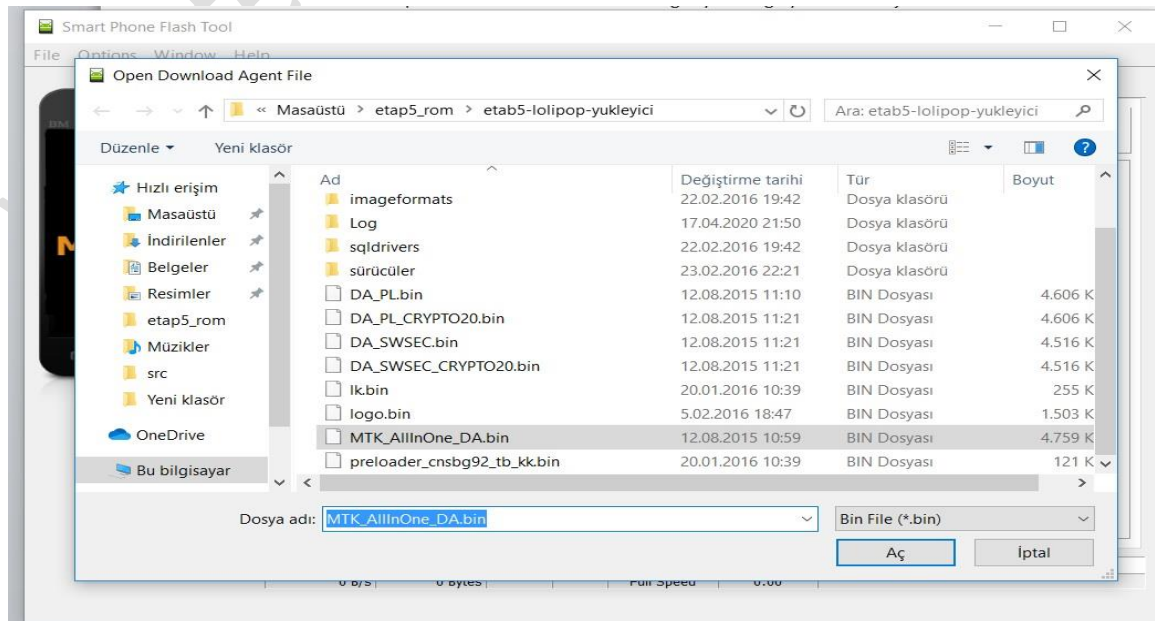 Smart Phone Flash Tool
File Options Window Help
Open Download Agent File
« Masaüstü > etap5_rom > etab5-lolipop-yukleyici
Ara: etab5-lolipop-yukleyici
Düzenle Yeni klasör
Hızlı erişim
Masaüstü
İndirilenler
Belgeler
Resimler
etap5_rom
Müzikler
src
Yeni klasör
OneDrive
Bu bilgisayar
Ad Değiştirme tarihi Tür Boyut
imageformats 22.02.2016 19:42 Dosya klasörü
Log 17.04.2020 21:50 Dosya klasörü
sqldrivers 22.02.2016 19:42 Dosya klasörü
sürücüler 23.02.2016 22:21 Dosya klasörü
DA_PL.bin 12.08.2015 11:10 BIN Dosyası 4.606 K
DA_PL_CRYPTO20.bin 12.08.2015 11:21 BIN Dosyası 4.606 K
DA_SWSEC.bin 12.08.2015 11:21 BIN Dosyası 4.516 K
DA_SWSEC_CRYPTO20.bin 12.08.2015 11:21 BIN Dosyası 4.516 K
lk.bin 20.01.2016 10:39 BIN Dosyası 255 K
logo.bin 5.02.2016 18:47 BIN Dosyası 1.503 K
MTK_AllInOne_DA.bin 12.08.2015 10:59 BIN Dosyası 4.759 K
preloader_cnsbg92_tb_kk.bin 20.01.2016 10:39 BIN Dosyası 121 K
Dosya adı: MTK_AllInOne_DA.bin Bin File (*.bin)
Aç İptal
0 B/s 0 Bytes Full Speed 0:00